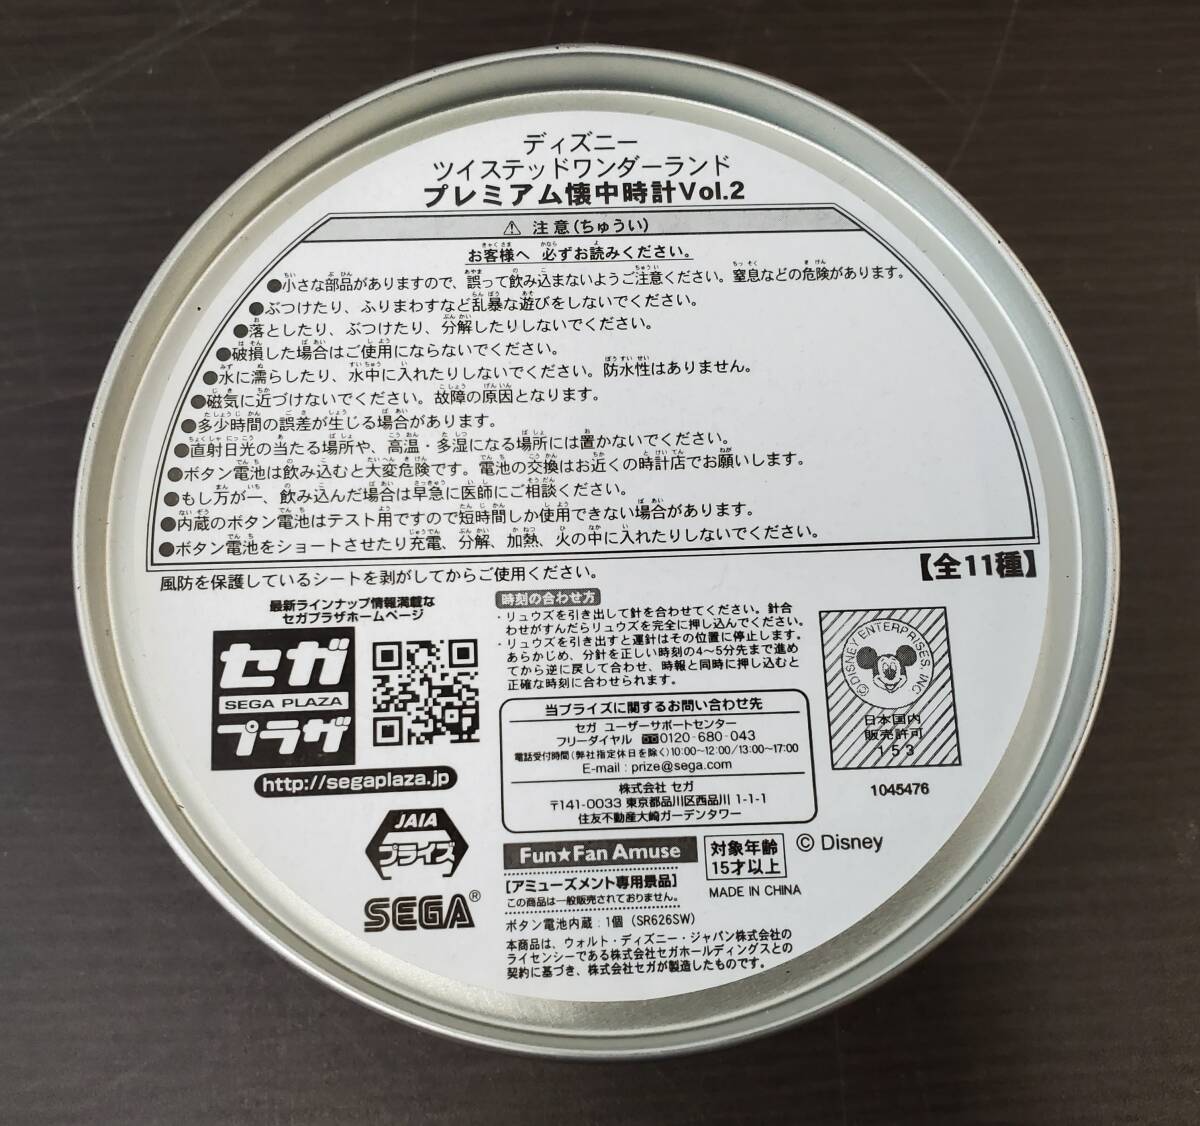 ディズニー
ツイステッドワンダーランド
プレミアム懐中時計Vol.2
⚠ 注意(ちゅうい)
お客様へ 必ずお読みください。
●小さな部品がありますので、誤って飲み込まないようご注意ください。窒息などの危険があります。
●ぶつけたり、ふりまわすなど乱暴な遊びをしないでください。
●落としたり、ぶつけたり、分解したりしないでください。
●破損した場合はご使用にならないでください。
●水に濡らしたり、水中に入れたりしないでください。防水性はありません。
●磁気に近づけないでください。故障の原因となります。
●多少時間の誤差が生じる場合があります。
●直射日光の当たる場所や、高温・多湿になる場所には置かないでください。
●ボタン電池は飲み込むと大変危険です。電池の交換はお近くの時計店でお願いします。
●もし万が一、飲み込んだ場合は早急に医師にご相談ください。
●内蔵のボタン電池はテスト用ですので短時間しか使用できない場合があります。
●ボタン電池をショートさせたり充電、分解、加熱、火の中に入れたりしないでください。
風防を保護しているシートを剥がしてからご使用ください。
【全11種】
最新ラインナップ情報満載な
セガプラザホームページ
セガ
SEGA PLAZA
プラザ
http://segaplaza.jp
JAIA
プライズ
SEGA®
時刻の合わせ方
・リュウズを引き出して針を合わせてください。針合
わせがすんだらリュウズを完全に押し込んでください。
・リュウズを引き出すと運針はその位置に停止します。
あらかじめ、分針を正しい時刻の4〜5分先まで進め
てから逆に戻して合わせ、時報と同時に押し込むと
正確な時刻に合わせられます。
当プライズに関するお問い合わせ先
セガ ユーザーサポートセンター
フリーダイヤル 0120-680-043
電話受付時間(弊社指定休日を除く)10:00〜12:00/13:00〜17:00
E-mail : prize@sega.com
株式会社 セガ
〒141-0033 東京都品川区西品川 1-1-1
住友不動産大崎ガーデンタワー
Fun★Fan Amuse
【アミューズメント専用景品】
この商品は一般販売されておりません。
対象年齢
15才以上
© Disney
MADE IN CHINA
ボタン電池内蔵:1個(SR626SW)
本商品は、ウォルト・ディズニー・ジャパン株式会社の
ライセンシーである株式会社セガホールディングスとの
契約に基づき、株式会社セガが製造したものです。
© DISNEY ENTERPRISES, INC.
日本国内
販売許可
153
1045476